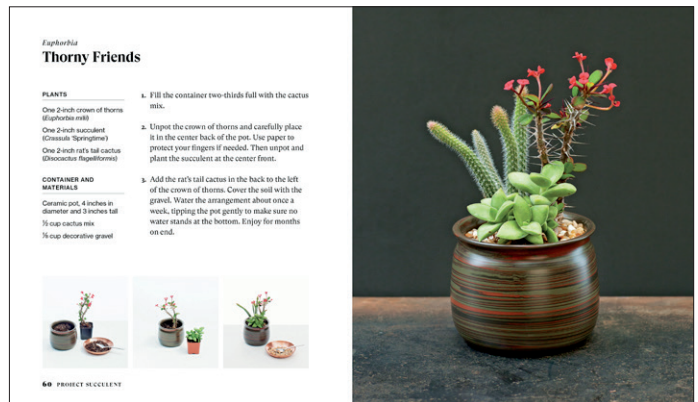 Euphorbia
Thorny Friends
PLANTS
One 2-inch crown of thorns
(Euphorbia milii)
One 2-inch succulent
(Crassula 'Springtime')
One 2-inch rat's tail cactus
(Disocactus flagelliformis)
CONTAINER AND
MATERIALS
Ceramic pot, 4 inches in
diameter and 3 inches tall
½ cup cactus mix
⅛ cup decorative gravel
1. Fill the container two-thirds full with the cactus
mix.
2. Unpot the crown of thorns and carefully place
it in the center back of the pot. Use paper to
protect your fingers if needed. Then unpot and
plant the succulent at the center front.
3. Add the rat's tail cactus in the back to the left
of the crown of thorns. Cover the soil with the
gravel. Water the arrangement about once a
week, tipping the pot gently to make sure no
water stands at the bottom. Enjoy for months
on end.
60 PROJECT SUCCULENT